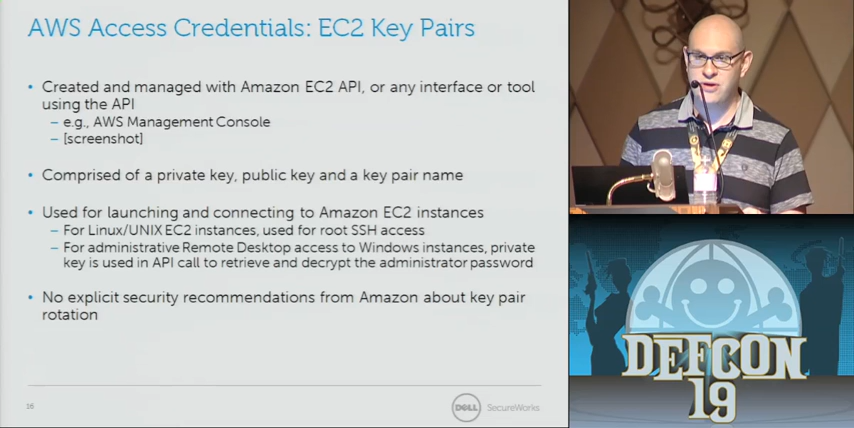 AWS Access Credentials: EC2 Key Pairs
• Created and managed with Amazon EC2 API, or any interface or tool
using the API
– e.g., AWS Management Console
– [screenshot]
• Comprised of a private key, public key and a key pair name
• Used for launching and connecting to Amazon EC2 instances
– For Linux/UNIX EC2 instances, used for root SSH access
– For administrative Remote Desktop access to Windows instances, private
key is used in API call to retrieve and decrypt the administrator password
• No explicit security recommendations from Amazon about key pair
rotation
16
DELL SecureWorks
DEFCON
19